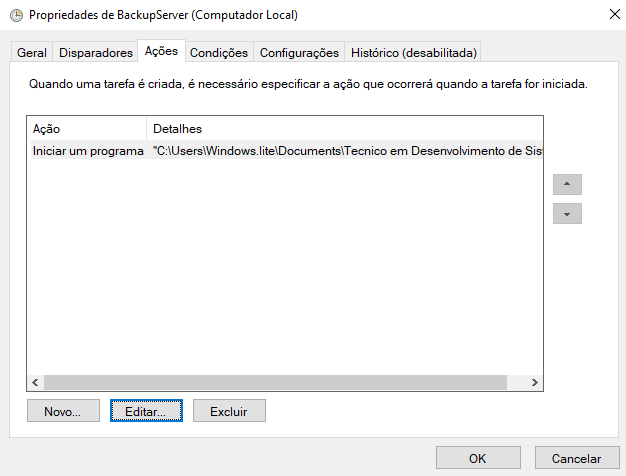 Propriedades de BackupServer (Computador Local)
Geral Disparadores Ações Condições Configurações Histórico (desabilitada)
Quando uma tarefa é criada, é necessário especificar a ação que ocorrerá quando a tarefa for iniciada.
Ação Detalhes
Iniciar um programa "C:\Users\Windows.lite\Documents\Tecnico em Desenvolvimento de Sist
Novo... Editar... Excluir
OK Cancelar